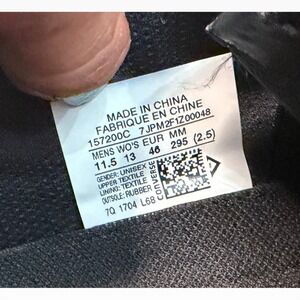 MADE IN CHINA
FABRIQUE EN CHINE
157200C 7JPM2F1Z00048
MENS WO'S EUR MM
11.5 13 46 295 (2.5)
GENDER: UNISEX
UPPER: TEXTILE
LINING: TEXTILE
OUTSOLE: RUBBER
CONVERSE
7Q 1704 L68